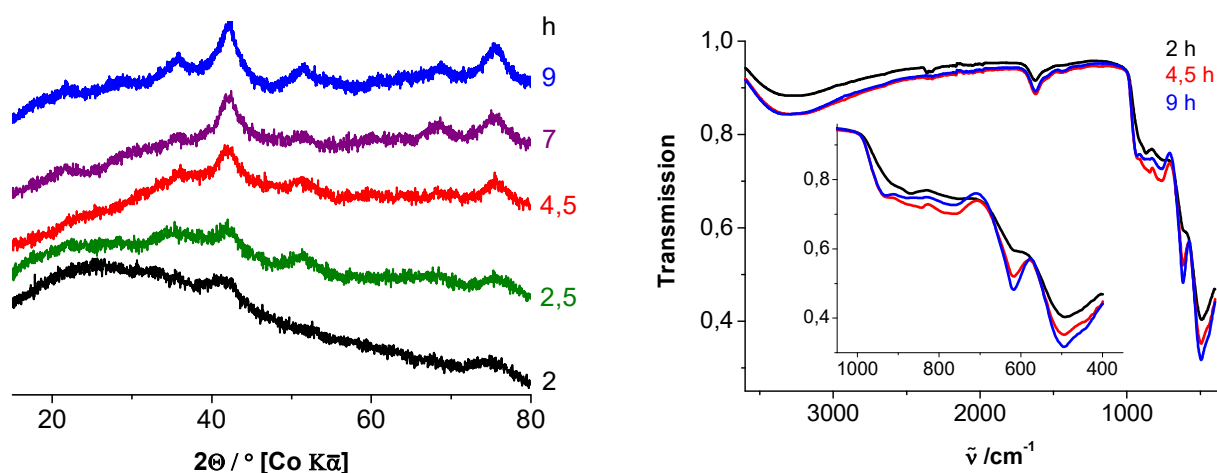 h
9
7
4,5
2,5
2
20 40 60 80
2Θ / ° [Co Kα̅]
1,0
0,8
0,6
0,4
Transmission
2 h
4,5 h
9 h
0,8
0,6
0,4
1000 800 600 400
3000 2000 1000
ṽ /cm⁻¹